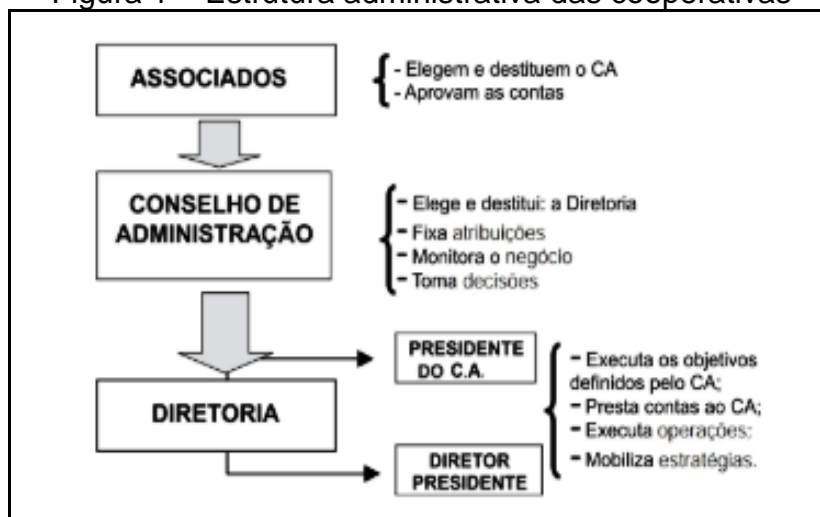 Figura 1 – Estrutura administrativa das cooperativas
ASSOCIADOS
- Elegem e destituem o CA
- Aprovam as contas
CONSELHO DE
ADMINISTRAÇÃO
- Elege e destitui: a Diretoria
- Fixa atribuições
- Monitora o negócio
- Toma decisões
PRESIDENTE
DO C.A.
DIRETORIA
DIRETOR
PRESIDENTE
- Executa os objetivos
definidos pelo CA;
- Presta contas ao CA;
- Executa operações;
- Mobiliza estratégias.